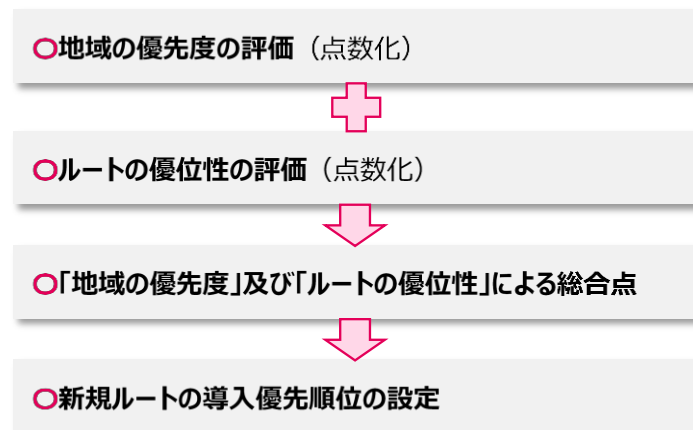 〇地域の優先度の評価（点数化）
〇ルートの優位性の評価（点数化）
〇「地域の優先度」及び「ルートの優位性」による総合点
〇新規ルートの導入優先順位の設定